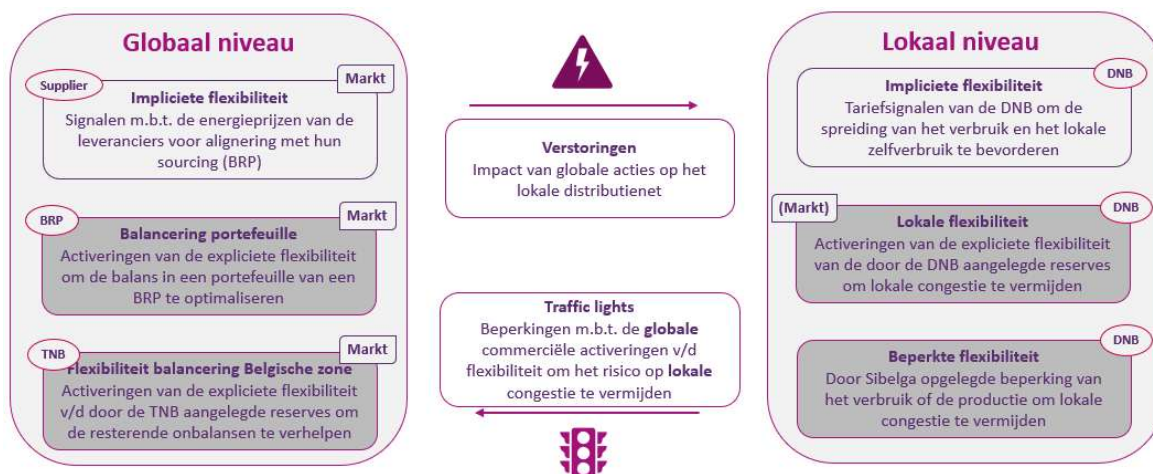 Globaal niveau
Supplier
Markt
Impliciete flexibiliteit
Signalen m.b.t. de energieprijzen van de
leveranciers voor alignering met hun
sourcing (BRP)
BRP
Markt
Balancering portefeuille
Activeringen van de expliciete flexibiliteit
om de balans in een portefeuille van een
BRP te optimaliseren
TNB
Markt
Flexibiliteit balancering Belgische zone
Activeringen van de expliciete flexibiliteit
v/d door de TNB aangelegde reserves om
de resterende onbalansen te verhelpen
Verstoringen
Impact van globale acties op het
lokale distributienet
Traffic lights
Beperkingen m.b.t. de globale
commerciële activeringen v/d
flexibiliteit om het risico op lokale
congestie te vermijden
Lokaal niveau
DNB
Impliciete flexibiliteit
Tariefsignalen van de DNB om de
spreiding van het verbruik en het lokale
zelfverbruik te bevorderen
(Markt)
DNB
Lokale flexibiliteit
Activeringen van de expliciete flexibiliteit
van de door de DNB aangelegde reserves
om lokale congestie te vermijden
DNB
Beperkte flexibiliteit
Door Sibelga opgelegde beperking van
het verbruik of de productie om lokale
congestie te vermijden